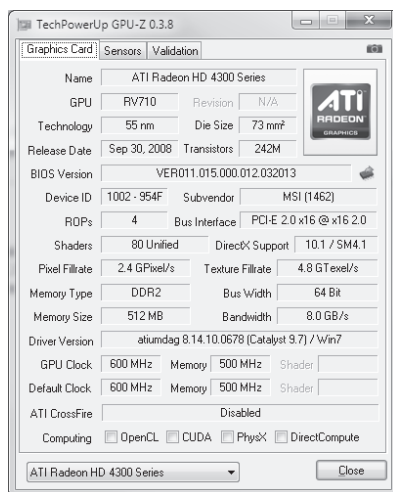 TechPowerUp GPU-Z 0.3.8
Graphics Card Sensors Validation
Name ATI Radeon HD 4300 Series
GPU RV710 Revision N/A
Technology 55 nm Die Size 73 mm²
Release Date Sep 30, 2008 Transistors 242M
BIOS Version VER011.015.000.012.032013
Device ID 1002 - 954F Subvendor MSI (1462)
ROPs 4 Bus Interface PCI-E 2.0 x16 @ x16 2.0
Shaders 80 Unified DirectX Support 10.1 / SM4.1
Pixel Fillrate 2.4 GPixel/s Texture Fillrate 4.8 GTexel/s
Memory Type DDR2 Bus Width 64 Bit
Memory Size 512 MB Bandwidth 8.0 GB/s
Driver Version atiumdag 8.14.10.0678 (Catalyst 9.7) / Win7
GPU Clock 600 MHz Memory 500 MHz Shader
Default Clock 600 MHz Memory 500 MHz Shader
ATI CrossFire Disabled
Computing OpenCL CUDA PhysX DirectCompute
ATI Radeon HD 4300 Series Close
ATI
RADEON
GRAPHICS